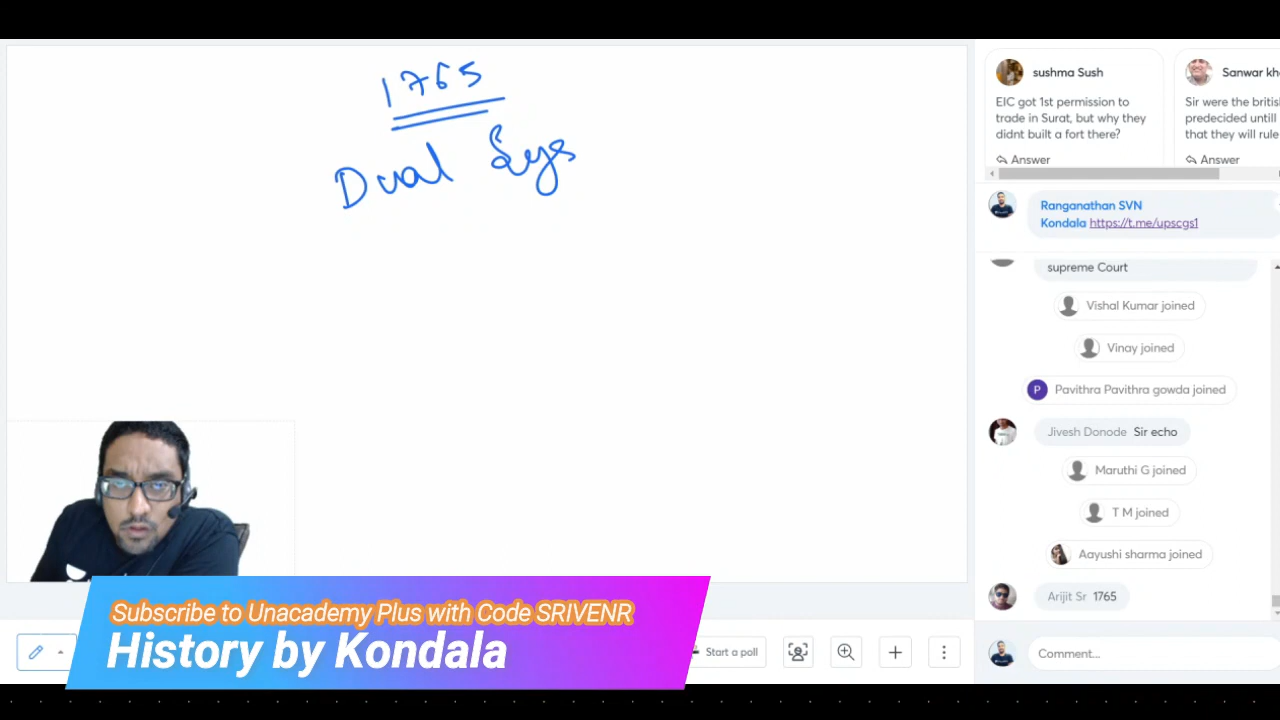 1765
Dual Sys
sushma Sush
EIC got 1st permission to
trade in Surat, but why they
didnt built a fort there?
Answer
Sanwar kh
Sir were the britis
predecided untill
that they will rule
Answer
Ranganathan SVN
Kondala https://t.me/upscgs1
supreme Court
Vishal Kumar joined
Vinay joined
P Pavithra Pavithra gowda joined
Jivesh Donode Sir echo
Maruthi G joined
T M joined
Aayushi sharma joined
Arijit Sr 1765
Subscribe to Unacademy Plus with Code SRIVENR
History by Kondala
Start a poll
Comment...